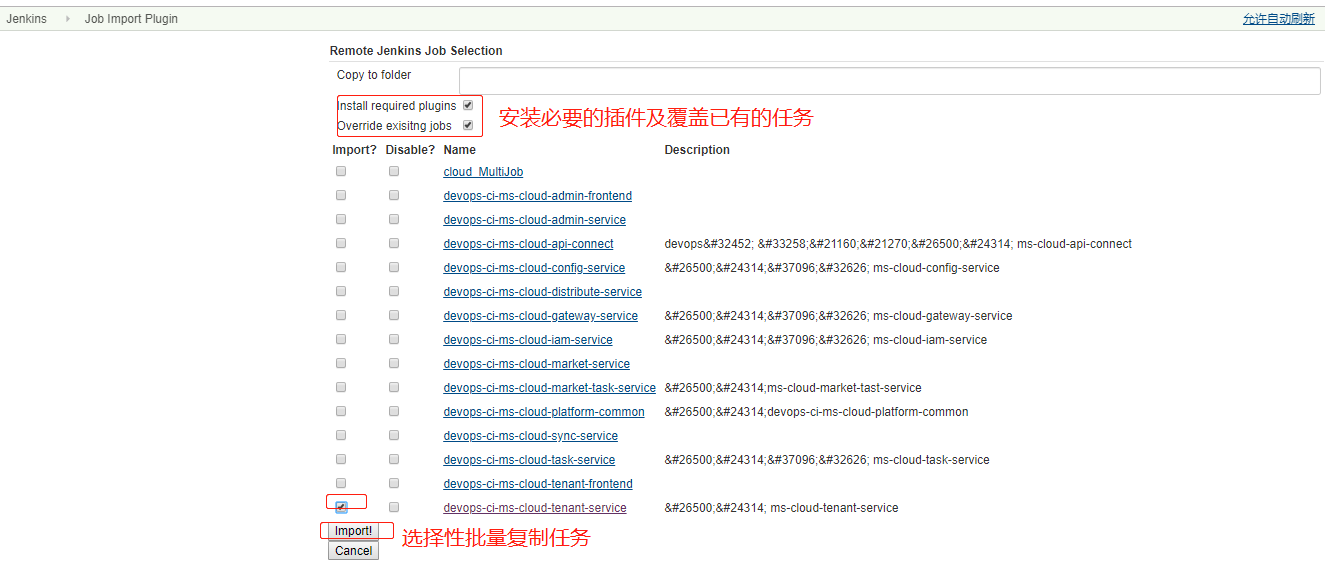 Jenkins Job Import Plugin 允许自动刷新
Remote Jenkins Job Selection
Copy to folder
Install required plugins
Override exisitng jobs
安装必要的插件及覆盖已有的任务
Import? Disable? Name Description
cloud_MultiJob
devops-ci-ms-cloud-admin-frontend
devops-ci-ms-cloud-admin-service
devops-ci-ms-cloud-api-connect devops&#32452; &#33258;&#21160;&#21270;&#26500;&#24314; ms-cloud-api-connect
devops-ci-ms-cloud-config-service &#26500;&#24314;&#37096;&#32626; ms-cloud-config-service
devops-ci-ms-cloud-distribute-service
devops-ci-ms-cloud-gateway-service &#26500;&#24314;&#37096;&#32626; ms-cloud-gateway-service
devops-ci-ms-cloud-iam-service &#26500;&#24314;&#37096;&#32626; ms-cloud-iam-service
devops-ci-ms-cloud-market-service
devops-ci-ms-cloud-market-task-service &#26500;&#24314;ms-cloud-market-tast-service
devops-ci-ms-cloud-platform-common &#26500;&#24314;devops-ci-ms-cloud-platform-common
devops-ci-ms-cloud-sync-service
devops-ci-ms-cloud-task-service &#26500;&#24314;&#37096;&#32626; ms-cloud-task-service
devops-ci-ms-cloud-tenant-frontend
devops-ci-ms-cloud-tenant-service &#26500;&#24314; ms-cloud-tenant-service
Import!
选择性批量复制任务
Cancel